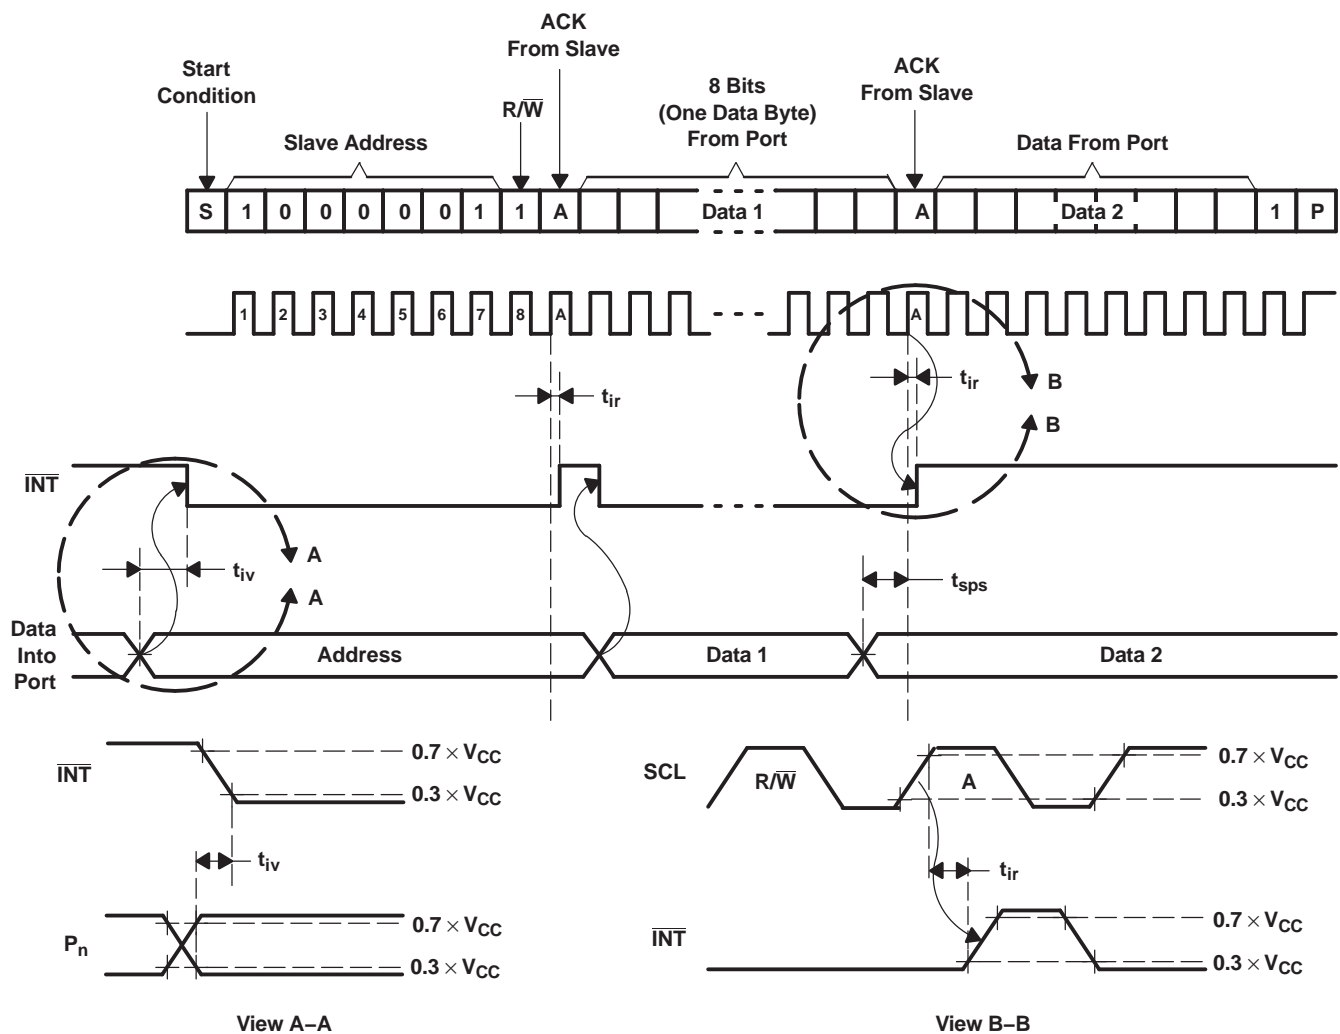 ACK
From Slave
Start
Condition
R/W̅
8 Bits
(One Data Byte)
From Port
ACK
From Slave
Slave Address
Data From Port
S 1 0 0 0 0 0 1 1 A Data 1 A Data 2 1 P
1 2 3 4 5 6 7 8 A A
tir
tir
B
B
I̅N̅T̅
A
tiv
A
tsps
Data
Into
Port
Address
Data 1
Data 2
I̅N̅T̅
0.7 × VCC
0.3 × VCC
tiv
Pn
0.7 × VCC
0.3 × VCC
View A–A
SCL
R/W̅
A
0.7 × VCC
0.3 × VCC
tir
I̅N̅T̅
0.7 × VCC
0.3 × VCC
View B–B